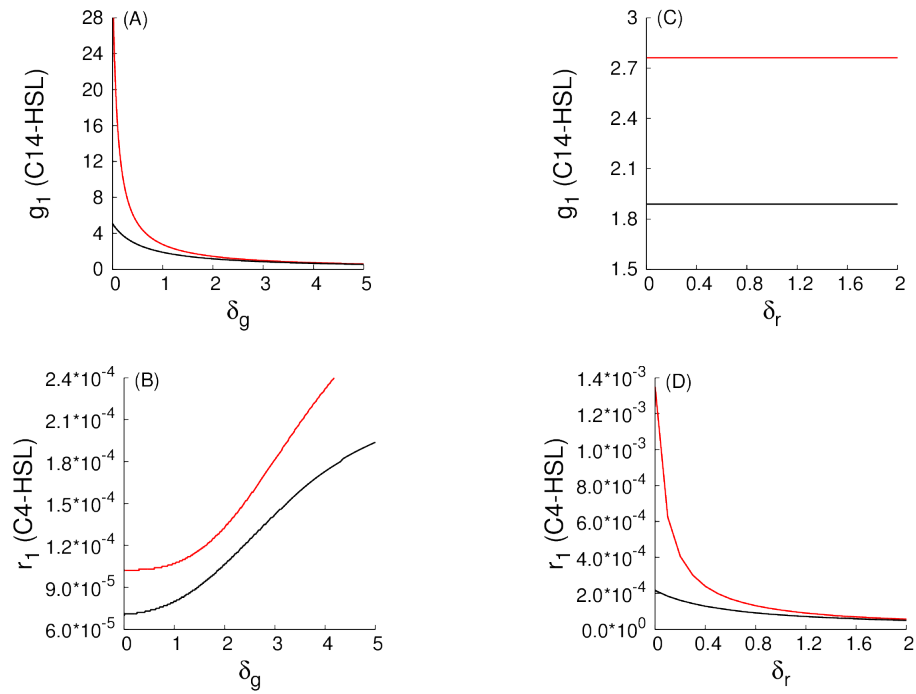 (A)
28
24
20
16
12
8
4
0
g1 (C14-HSL)
0 1 2 3 4 5
δg
(C)
3
2.7
2.4
2.1
1.8
1.5
g1 (C14-HSL)
0 0.4 0.8 1.2 1.6 2
δr
(B)
2.4*10-4
2.1*10-4
1.8*10-4
1.5*10-4
1.2*10-4
9.0*10-5
6.0*10-5
r1 (C4-HSL)
0 1 2 3 4 5
δg
(D)
1.4*10-3
1.2*10-3
1.0*10-3
8.0*10-4
6.0*10-4
4.0*10-4
2.0*10-4
0.0*100
r1 (C4-HSL)
0 0.4 0.8 1.2 1.6 2
δr